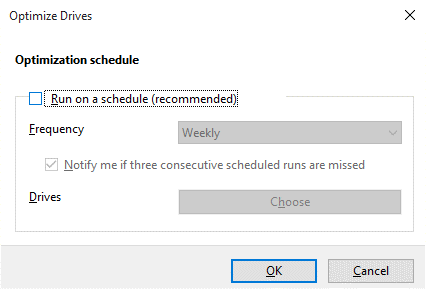 Optimize Drives
Optimization schedule
Run on a schedule (recommended)
Frequency
Weekly
Notify me if three consecutive scheduled runs are missed
Drives
Choose
OK
Cancel